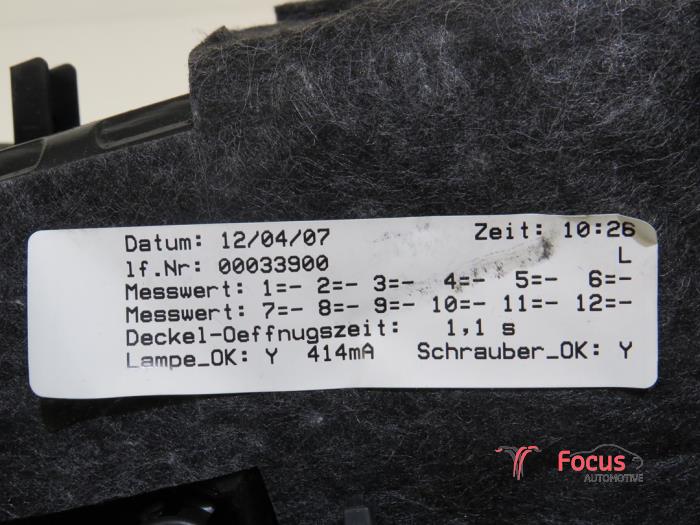 Datum: 12/04/07 Zeit: 10:26
lf.Nr: 00033900 L
Messwert: 1=- 2=- 3=- 4=- 5=- 6=-
Messwert: 7=- 8=- 9=- 10=- 11=- 12=-
Deckel-Oeffnugszeit: 1,1 s
Lampe_OK: Y 414mA Schrauber_OK: Y
Focus
AUTOMOTIVE